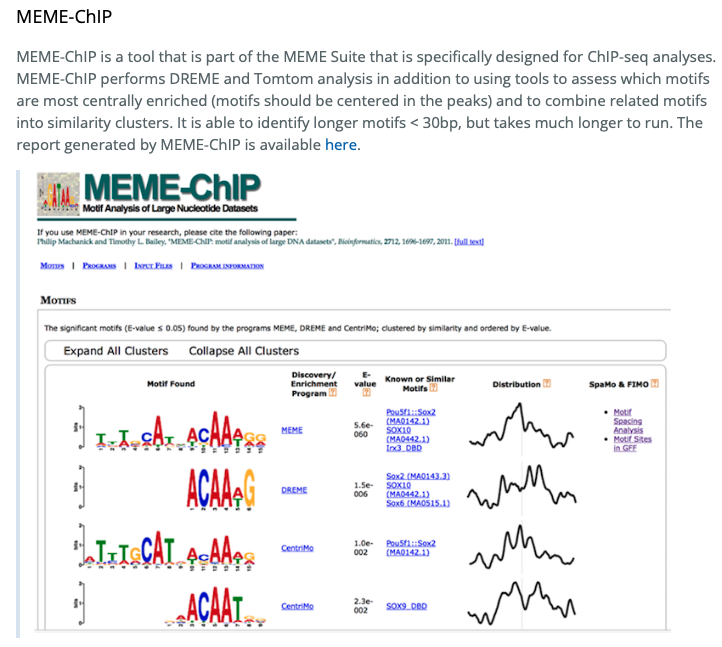 MEME-ChIP
MEME-ChIP is a tool that is part of the MEME Suite that is specifically designed for ChIP-seq analyses.
MEME-ChIP performs DREME and Tomtom analysis in addition to using tools to assess which motifs
are most centrally enriched (motifs should be centered in the peaks) and to combine related motifs
into similarity clusters. It is able to identify longer motifs < 30bp, but takes much longer to run. The
report generated by MEME-ChIP is available here.
MEME-ChIP
Motif Analysis of Large Nucleotide Datasets
If you use MEME-ChIP in your research, please cite the following paper:
Philip Machanick and Timothy L. Bailey, "MEME-ChIP: motif analysis of large DNA datasets", Bioinformatics, 2712, 1696-1697, 2011. [full text]
Motifs | Programs | Input Files | Program information
Motifs
The significant motifs (E-value ≤ 0.05) found by the programs MEME, DREME and CentriMo; clustered by similarity and ordered by E-value.
Expand All Clusters Collapse All Clusters
Motif Found
Discovery/
Enrichment
Program ?
E-
value
?
Known or Similar
Motifs ?
Distribution ?
SpaMo & FIMO ?
MEME
5.6e-
060
Pou5f1::Sox2
(MA0142.1)
SOX10
(MA0442.1)
Irx3_DBD
• Motif
Spacing
Analysis
• Motif Sites
in GFF
ACAAAG
DREME
1.5e-
006
Sox2 (MA0143.3)
SOX10
(MA0442.1)
Sox6 (MA0515.1)
CentriMo
1.0e-
002
Pou5f1::Sox2
(MA0142.1)
ACAAT
CentriMo
2.3e-
002
SOX9_DBD